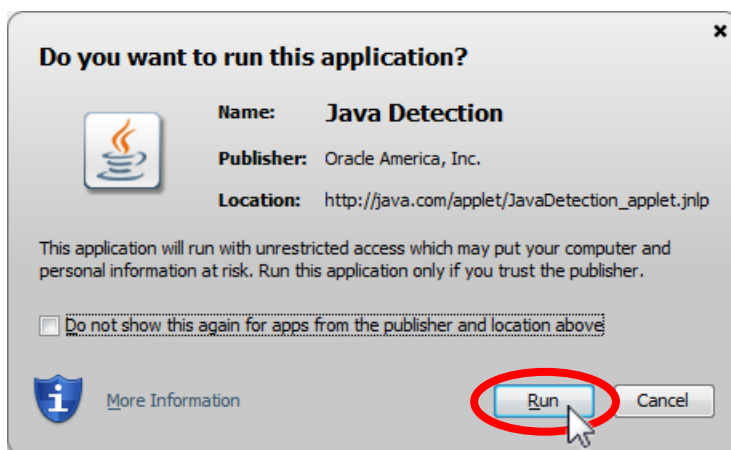 Do you want to run this application?
Name: Java Detection
Publisher: Oracle America, Inc.
Location: http://java.com/applet/JavaDetection_applet.jnlp
This application will run with unrestricted access which may put your computer and
personal information at risk. Run this application only if you trust the publisher.
Do not show this again for apps from the publisher and location above
More Information Run Cancel